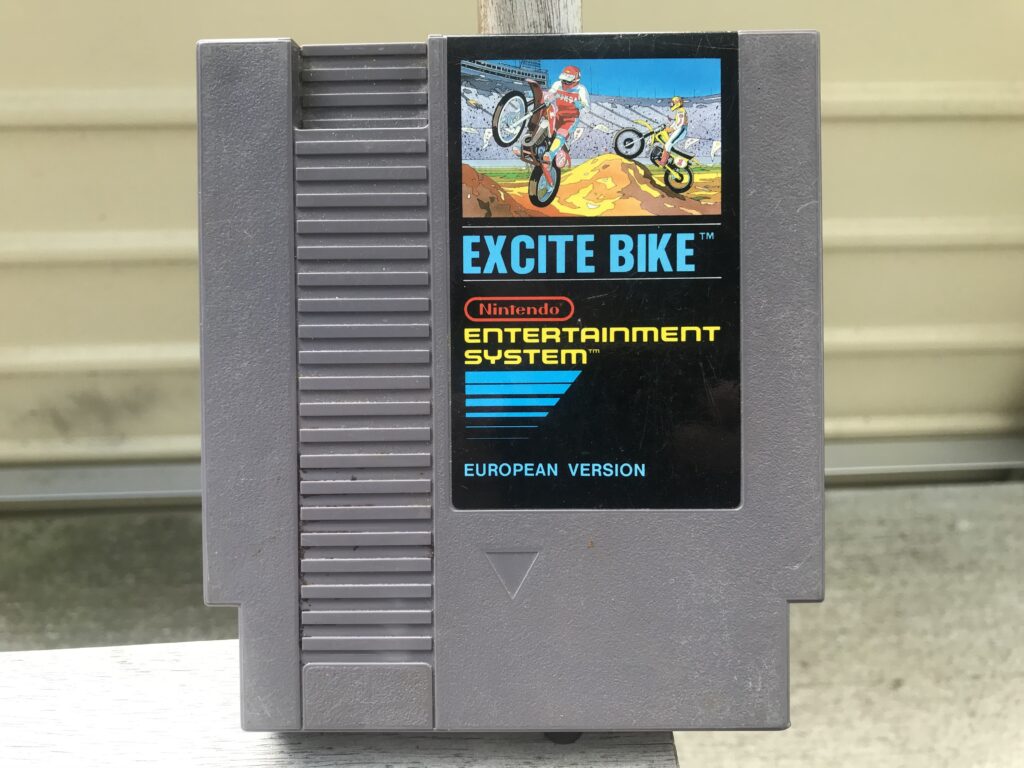 EXCITE BIKE™
Nintendo®
ENTERTAINMENT
SYSTEM™
EUROPEAN VERSION